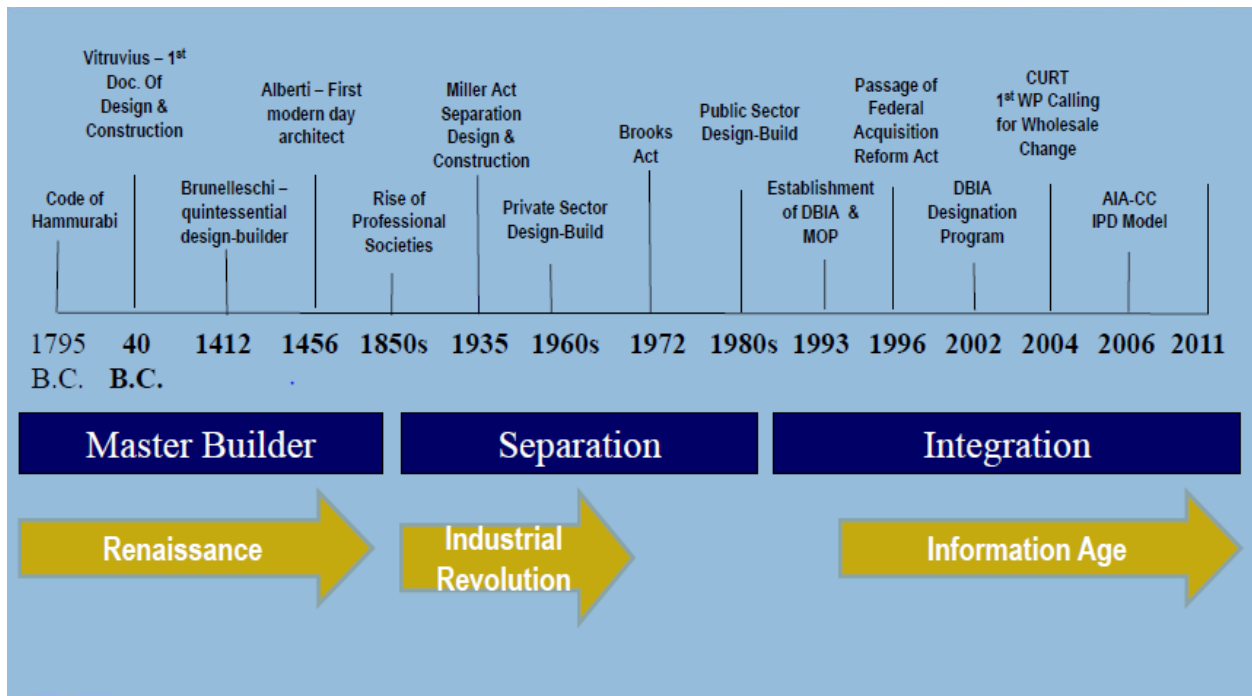 Vitruvius – 1st
Doc. Of
Design &
Construction
Alberti – First
modern day
architect
Miller Act
Separation
Design &
Construction
Brooks
Act
Public Sector
Design-Build
Passage of
Federal
Acquisition
Reform Act
CURT
1st WP Calling
for Wholesale
Change
Code of
Hammurabi
Brunelleschi –
quintessential
design-builder
Rise of
Professional
Societies
Private Sector
Design-Build
Establishment
of DBIA &
MOP
DBIA
Designation
Program
AIA-CC
IPD Model
1795
B.C.
40
B.C.
1412
1456
1850s
1935
1960s
1972
1980s
1993
1996
2002
2004
2006
2011
Master Builder
Separation
Integration
Renaissance
Industrial
Revolution
Information Age